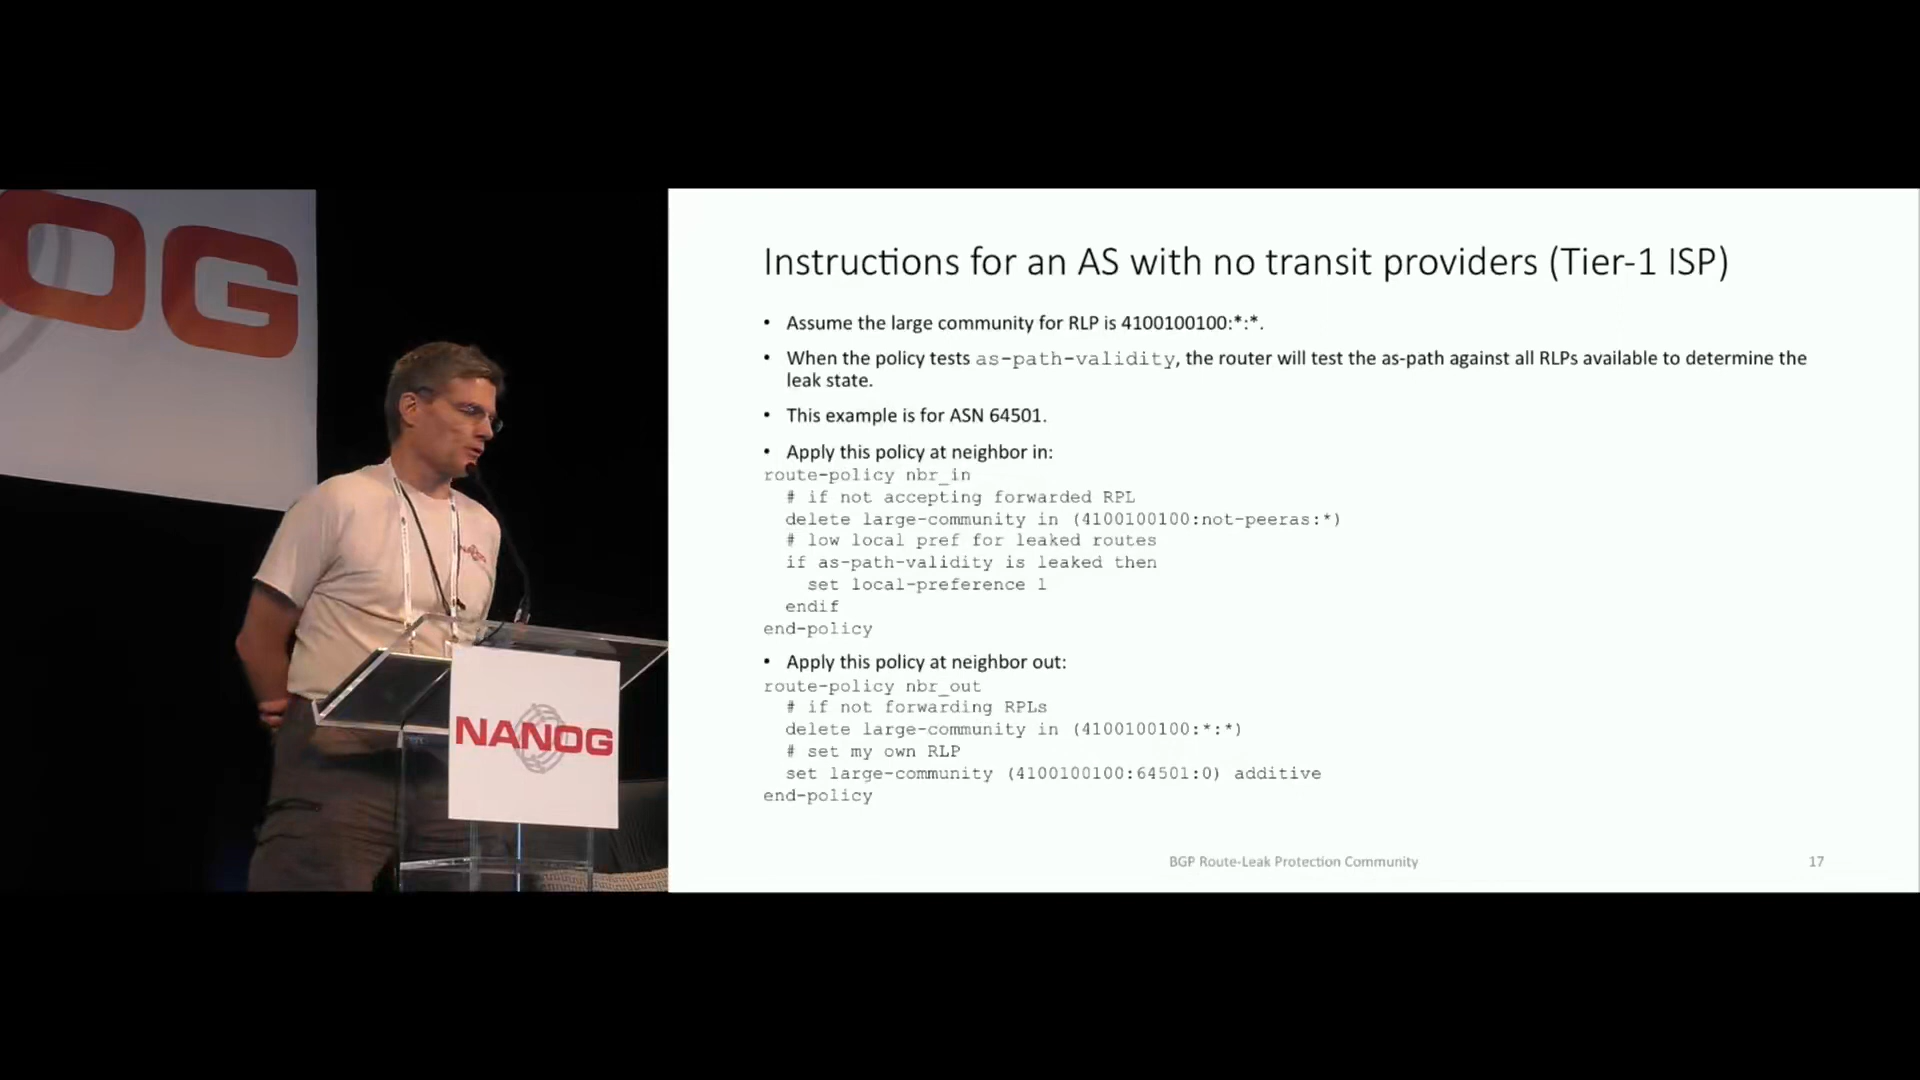 OG
NANOG
NANOG
Instructions for an AS with no transit providers (Tier-1 ISP)
• Assume the large community for RLP is 4100100100:*:*.
• When the policy tests as-path-validity, the router will test the as-path against all RLPs available to determine the
leak state.
• This example is for ASN 64501.
• Apply this policy at neighbor in:
route-policy nbr_in
# if not accepting forwarded RPL
delete large-community in (4100100100:not-peeras:*)
# low local pref for leaked routes
if as-path-validity is leaked then
set local-preference 1
endif
end-policy
• Apply this policy at neighbor out:
route-policy nbr_out
# if not forwarding RPLs
delete large-community in (4100100100:*:*)
# set my own RLP
set large-community (4100100100:64501:0) additive
end-policy
BGP Route-Leak Protection Community
17